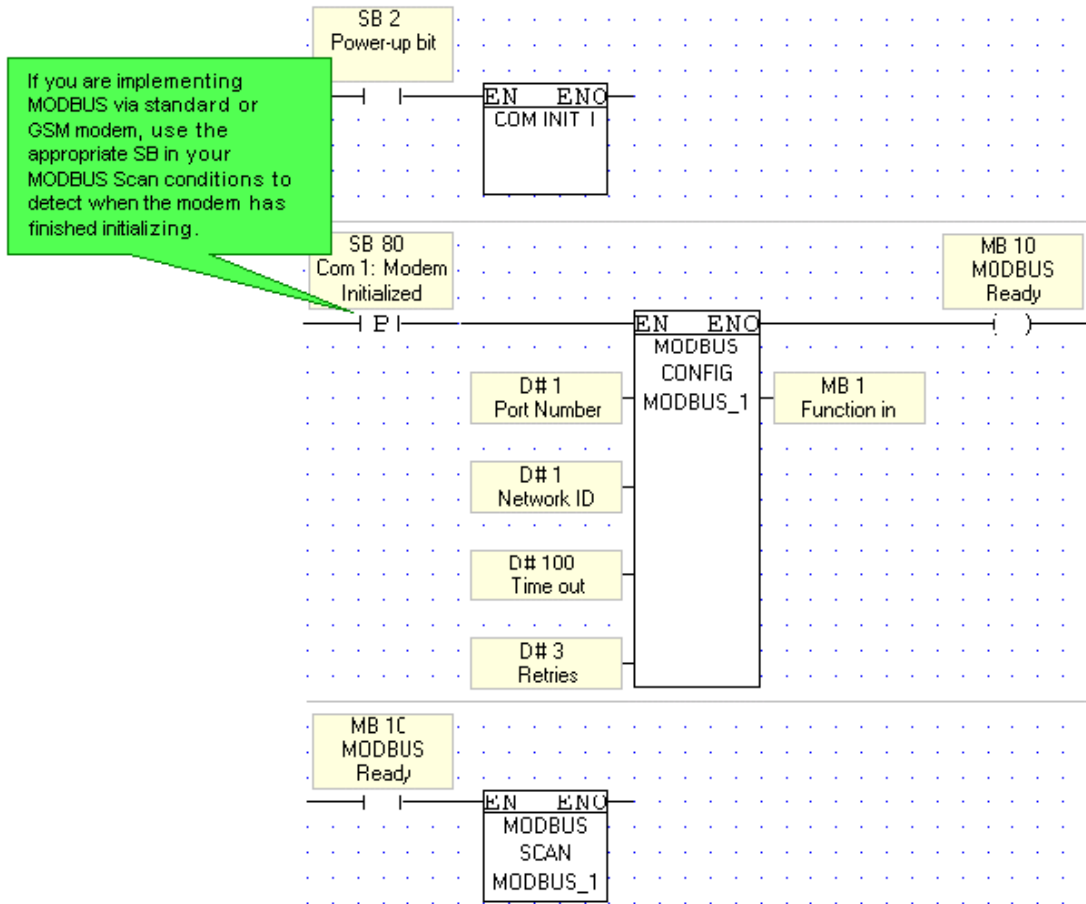 SB 2
Power-up bit
If you are implementing
MODBUS via standard or
GSM modem, use the
appropriate SB in your
MODBUS Scan conditions to
detect when the modem has
finished initializing.
EN ENO
COM INIT 1
SB 80
Com 1: Modem
Initialized
MB 10
MODBUS
Ready
P
EN ENO
MODBUS
CONFIG
MODBUS_1
D# 1
Port Number
MB 1
Function in
D# 1
Network ID
D# 100
Time out
D# 3
Retries
MB 10
MODBUS
Ready
EN ENO
MODBUS
SCAN
MODBUS_1